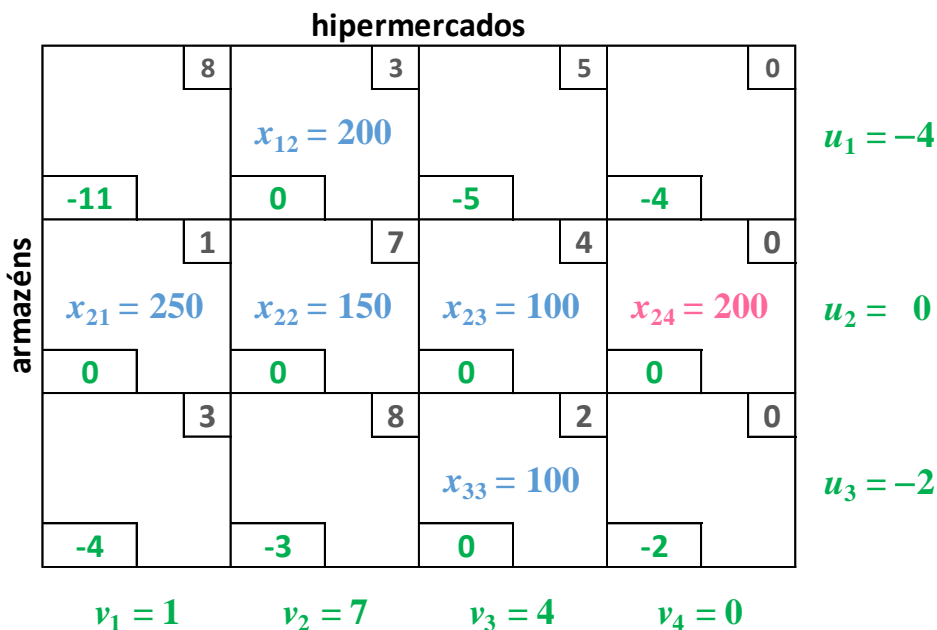 hipermercados
8 3 5 0
x₁₂ = 200 u₁ = −4
-11 0 -5 -4
armazéns
1 7 4 0
x₂₁ = 250 x₂₂ = 150 x₂₃ = 100 x₂₄ = 200 u₂ = 0
0 0 0 0
3 8 2 0
x₃₃ = 100 u₃ = −2
-4 -3 0 -2
v₁ = 1 v₂ = 7 v₃ = 4 v₄ = 0